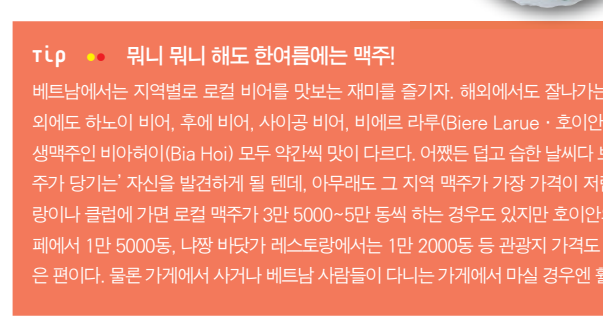 Tip 뭐니 뭐니 해도 한여름에는 맥주!
베트남에서는 지역별로 로컬 비어를 맛보는 재미를 즐기자. 해외에서도 잘나가는
외에도 하노이 비어, 후에 비어, 사이공 비어, 비에르 라루(Biere Larue · 호이안
생맥주인 비아허이(Bia Hoi) 모두 약간씩 맛이 다르다. 어쨌든 덥고 습한 날씨다
주가 당기는’ 자신을 발견하게 될 텐데, 아무래도 그 지역 맥주가 가장 가격이
랑이나 클럽에 가면 로컬 맥주가 3만 5000~5만 동씩 하는 경우도 있지만 호이안
페에서 1만 5000동, 냐짱 바닷가 레스토랑에서는 1만 2000동 등 관광지 가격도
은 편이다. 물론 가게에서 사거나 베트남 사람들이 다니는 가게에서 마실 경우엔